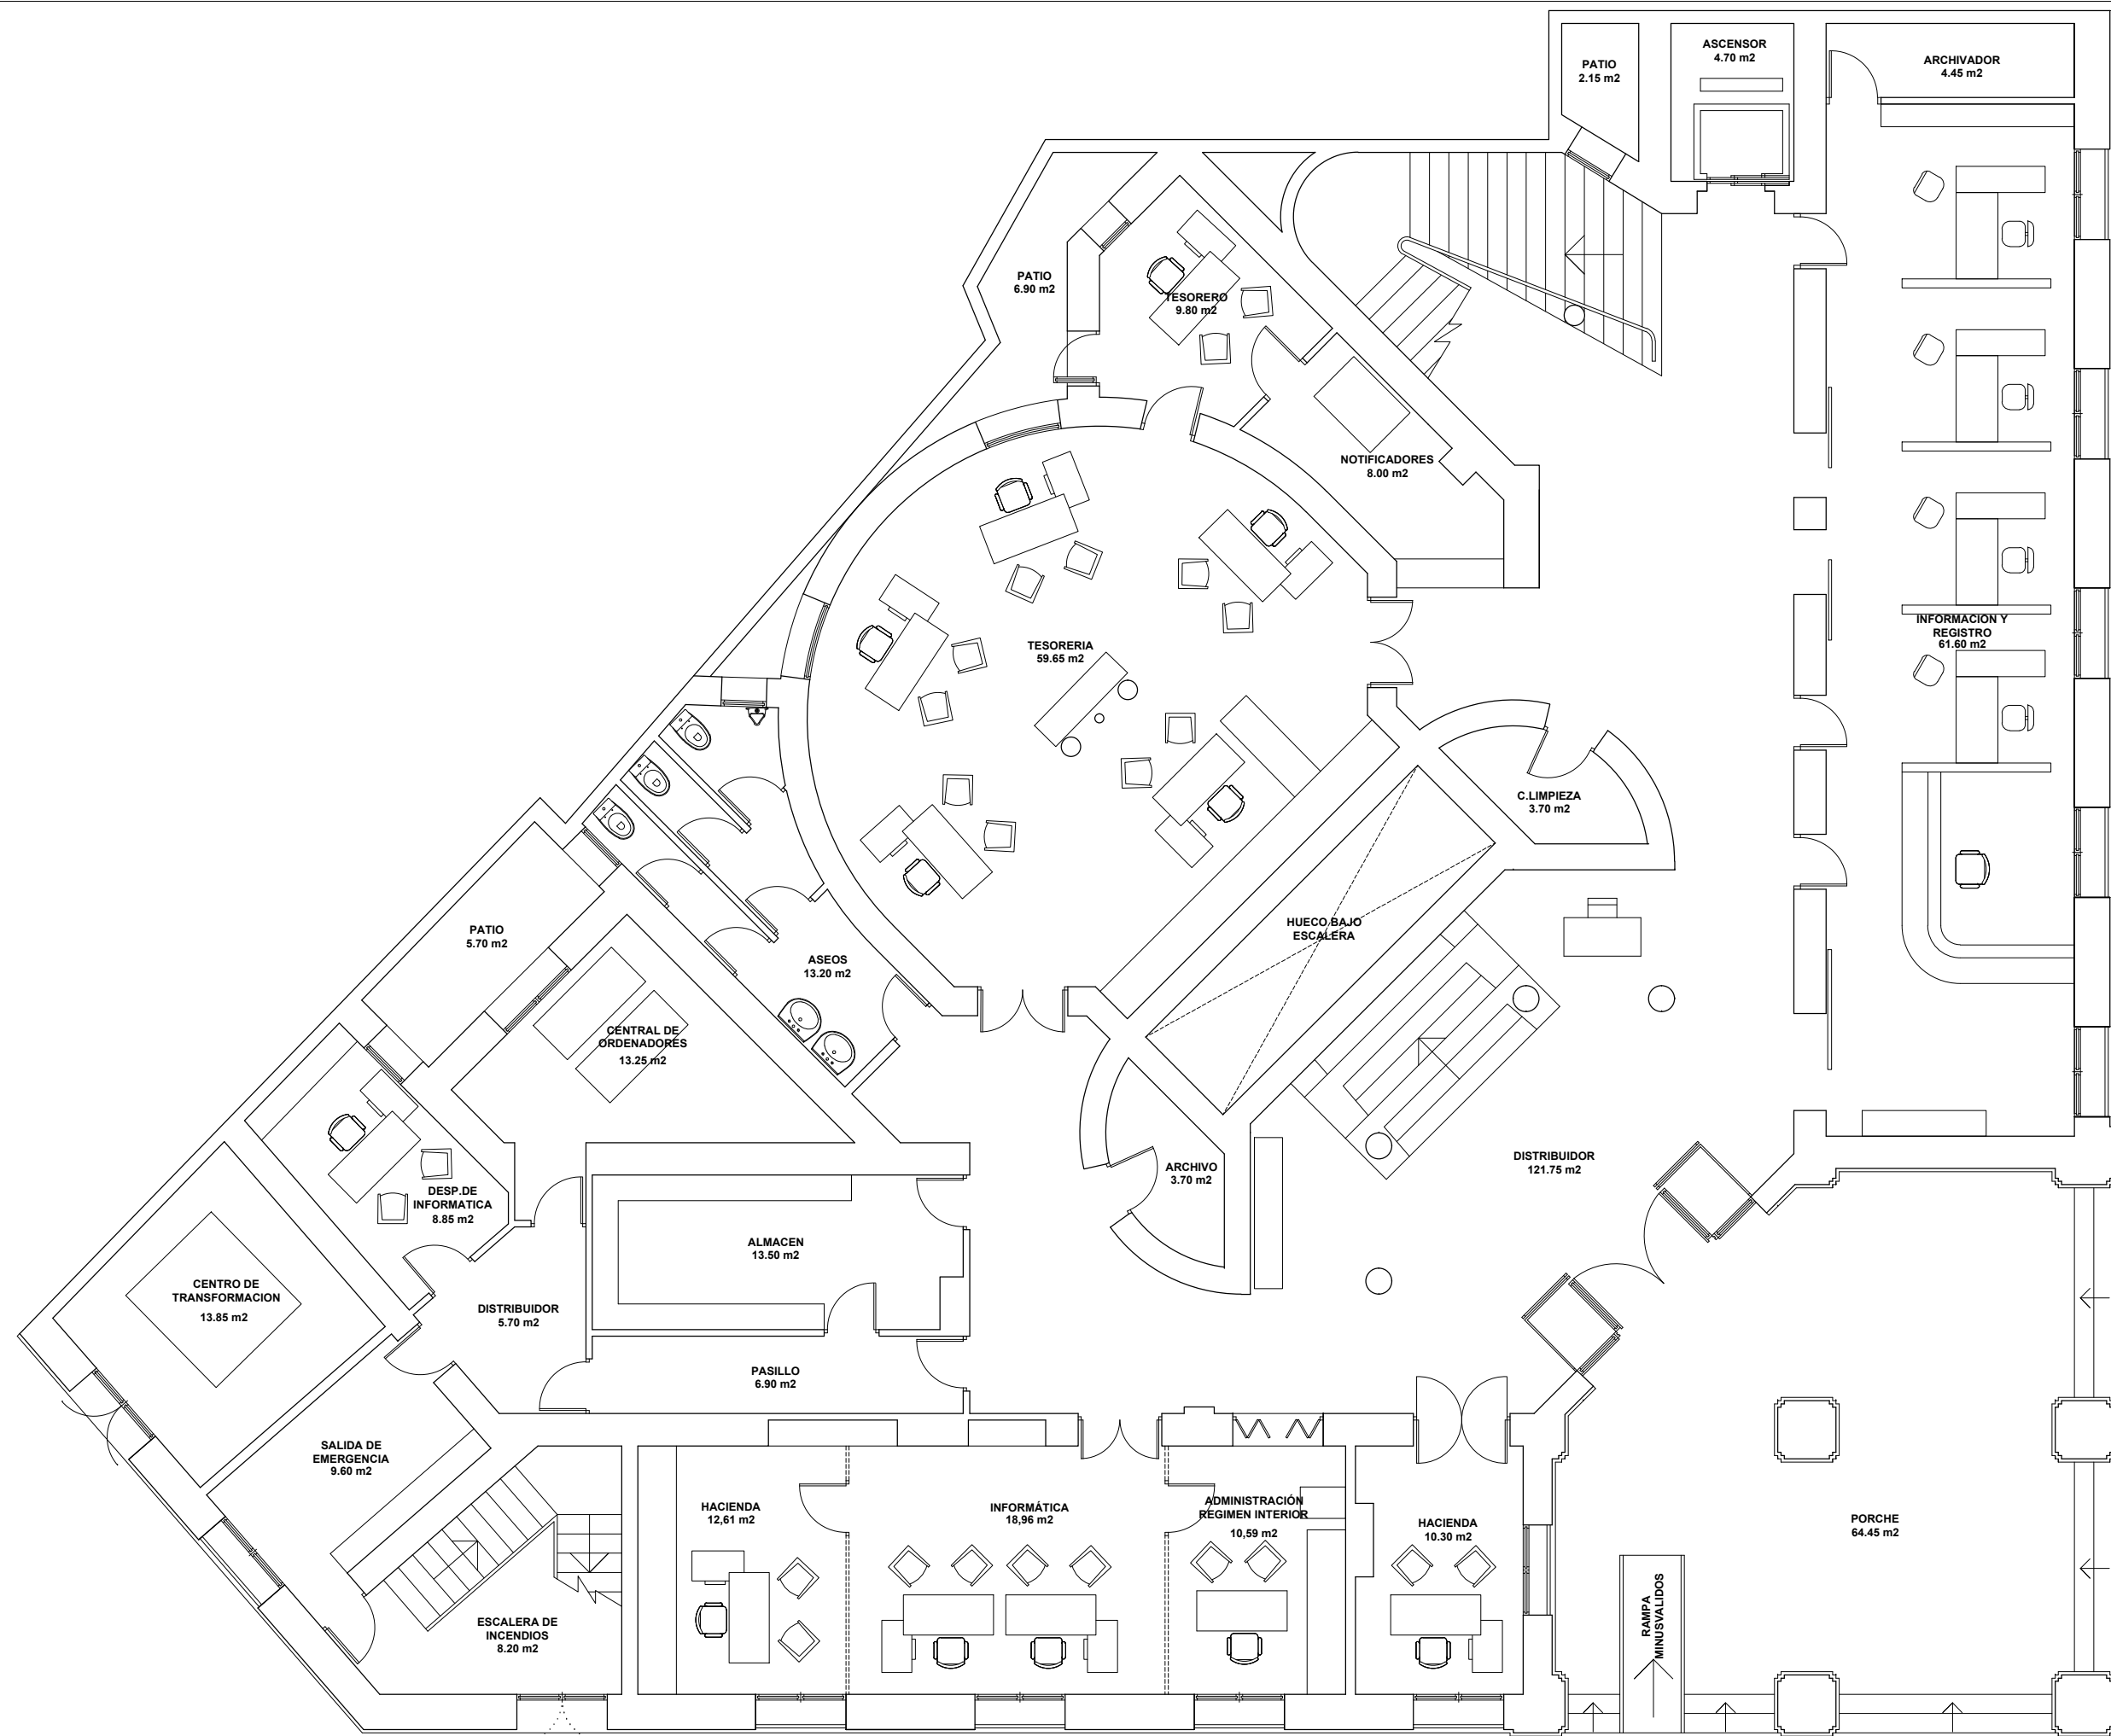 ASCENSOR
4.70 m2
PATIO
2.15 m2
ARCHIVADOR
4.45 m2
PATIO
6.90 m2
TESORERO
9.80 m2
NOTIFICADORES
8.00 m2
INFORMACION Y
REGISTRO
61.60 m2
TESORERIA
59.65 m2
C.LIMPIEZA
3.70 m2
HUECO BAJO
ESCALERA
PATIO
5.70 m2
ASEOS
13.20 m2
CENTRAL DE
ORDENADORES
13.25 m2
DISTRIBUIDOR
121.75 m2
ARCHIVO
3.70 m2
DESP.DE
INFORMATICA
8.85 m2
ALMACEN
13.50 m2
CENTRO DE
TRANSFORMACION
13.85 m2
DISTRIBUIDOR
5.70 m2
PASILLO
6.90 m2
SALIDA DE
EMERGENCIA
9.60 m2
HACIENDA
12,61 m2
INFORMÁTICA
18,96 m2
ADMINISTRACIÓN
REGIMEN INTERIOR
10,59 m2
HACIENDA
10.30 m2
PORCHE
64.45 m2
RAMPA
MINUSVALIDOS
ESCALERA DE
INCENDIOS
8.20 m2